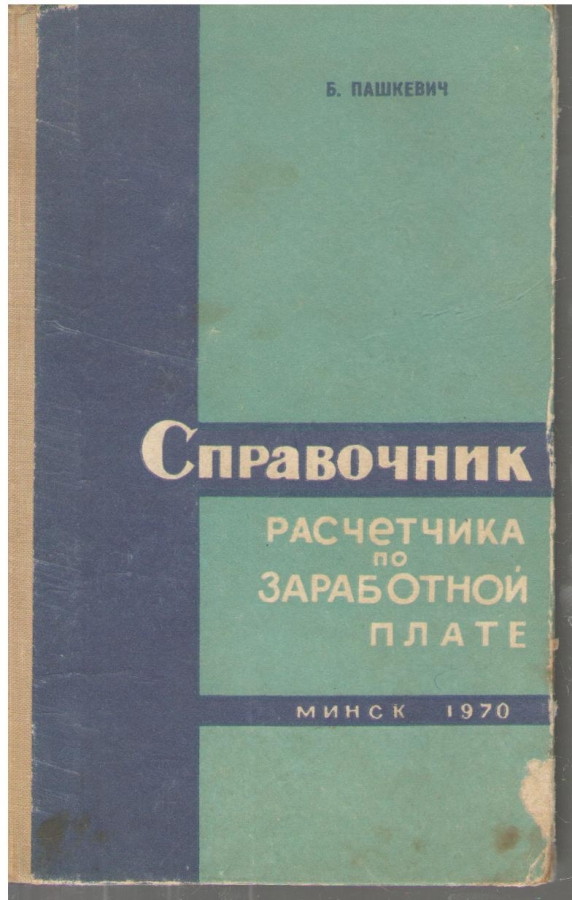 Б. ПАШКЕВИЧ
СПРАВОЧНИК
РАСЧЕТЧИКА
ПО
ЗАРАБОТНОЙ
ПЛАТЕ
МИНСК 1970